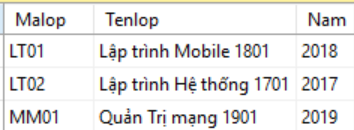 Malop Tenlop Nam
LT01 Lập trình Mobile 1801 2018
LT02 Lập trình Hệ thống 1701 2017
MM01 Quản Trị mạng 1901 2019